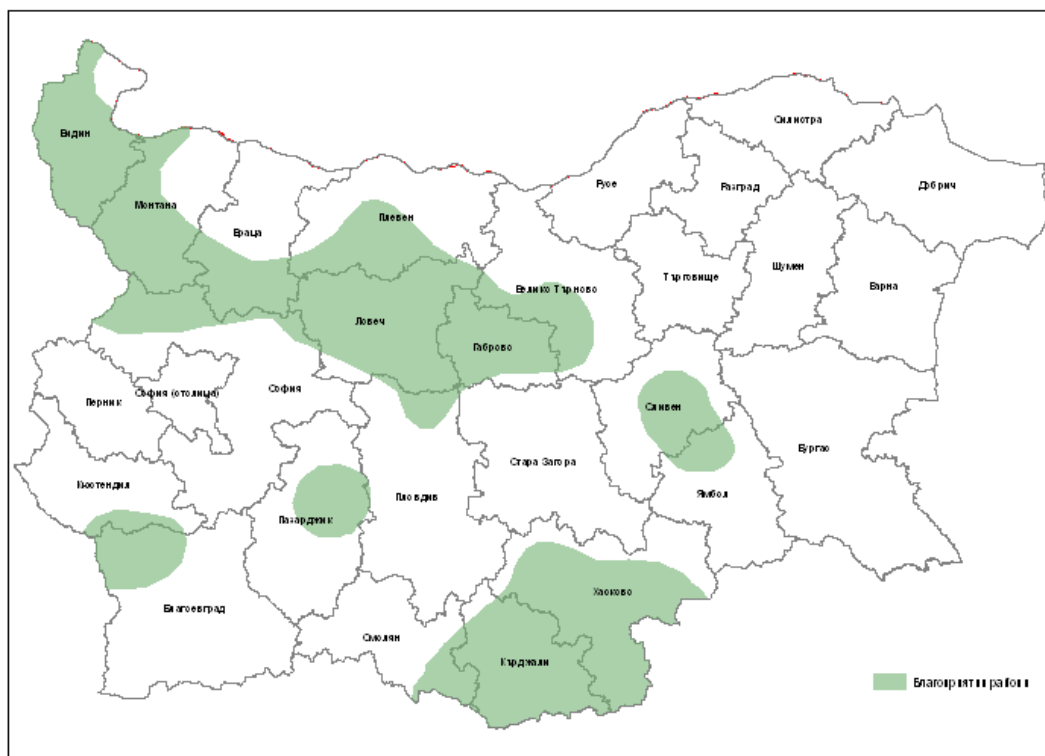 Силистра
Видин
Русе
Разград
Добрич
Монтана
Плевен
Враца
Шумен
Търговище
Варна
Велико Търново
Ловеч
Габрово
София
София (столица)
Перник
Сливен
Бургас
Стара Загора
Кюстендил
Пловдив
Ямбол
Пазарджик
Хасково
Благоевград
Смолян
Кърджали
Благоприятни райони